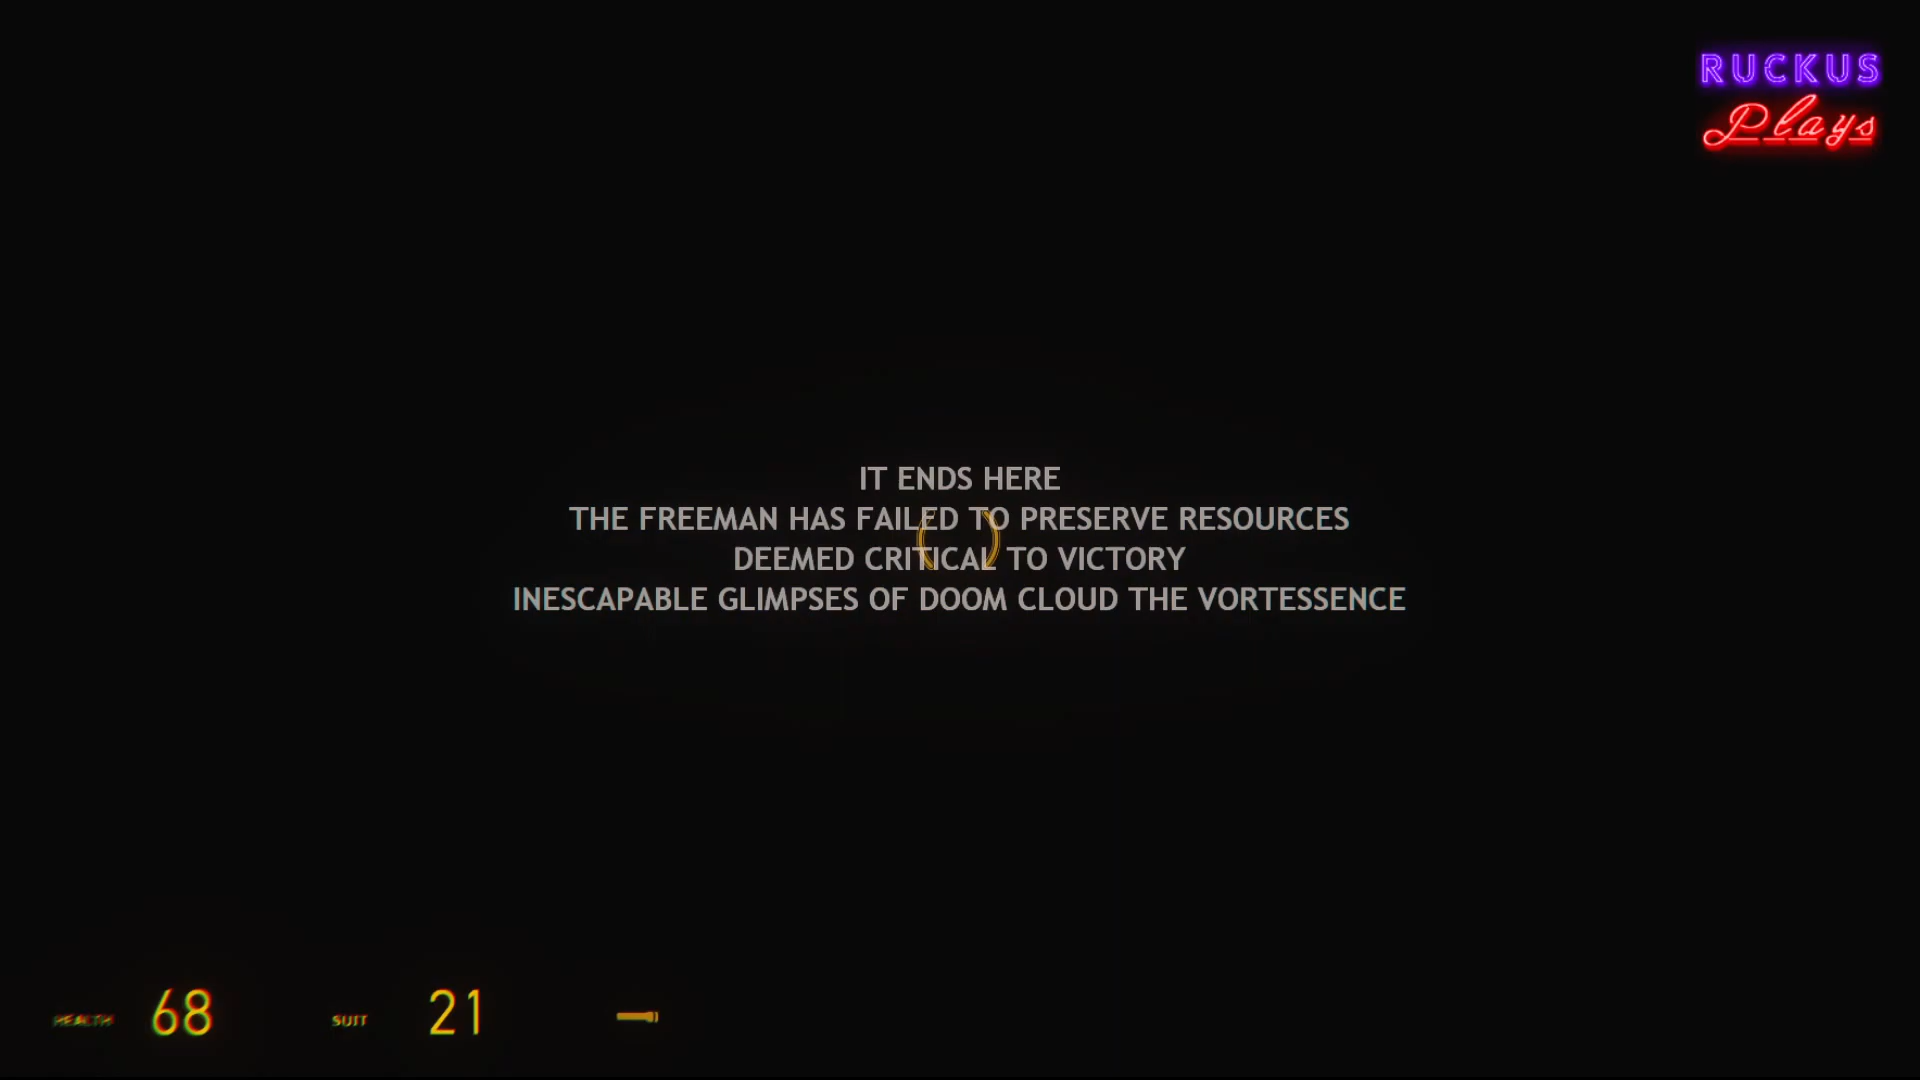 RUCKUS
Plays
IT ENDS HERE
THE FREEMAN HAS FAILED TO PRESERVE RESOURCES
DEEMED CRITICAL TO VICTORY
INESCAPABLE GLIMPSES OF DOOM CLOUD THE VORTESSENCE
HEALTH 68 SUIT 21